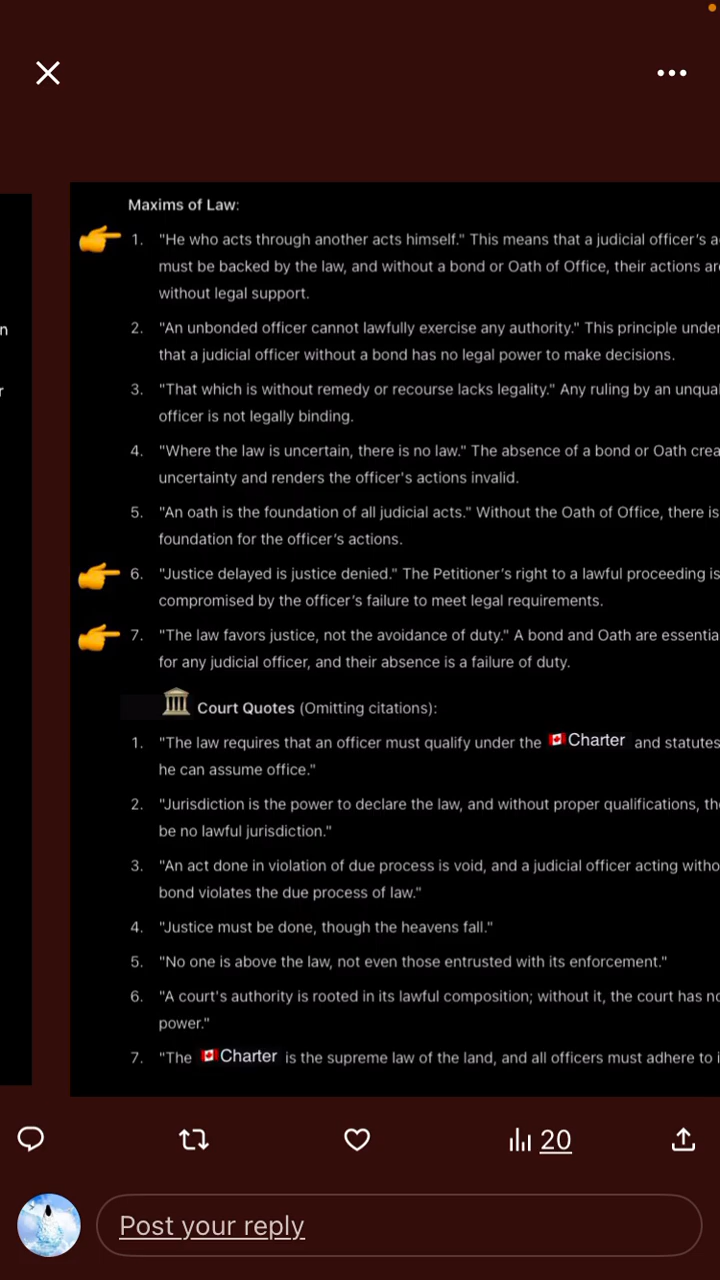 Maxims of Law:
1. "He who acts through another acts himself." This means that a judicial officer's a
must be backed by the law, and without a bond or Oath of Office, their actions ar
without legal support.
n
2. "An unbonded officer cannot lawfully exercise any authority." This principle under
that a judicial officer without a bond has no legal power to make decisions.
r
3. "That which is without remedy or recourse lacks legality." Any ruling by an unqua
officer is not legally binding.
4. "Where the law is uncertain, there is no law." The absence of a bond or Oath crea
uncertainty and renders the officer's actions invalid.
5. "An oath is the foundation of all judicial acts." Without the Oath of Office, there is
foundation for the officer's actions.
6. "Justice delayed is justice denied." The Petitioner's right to a lawful proceeding is
compromised by the officer's failure to meet legal requirements.
7. "The law favors justice, not the avoidance of duty." A bond and Oath are essentia
for any judicial officer, and their absence is a failure of duty.
Court Quotes (Omitting citations):
1. "The law requires that an officer must qualify under the Charter and statutes
he can assume office."
2. "Jurisdiction is the power to declare the law, and without proper qualifications, th
be no lawful jurisdiction."
3. "An act done in violation of due process is void, and a judicial officer acting witho
bond violates the due process of law."
4. "Justice must be done, though the heavens fall."
5. "No one is above the law, not even those entrusted with its enforcement."
6. "A court's authority is rooted in its lawful composition; without it, the court has no
power."
7. "The Charter is the supreme law of the land, and all officers must adhere to i
20
Post your reply